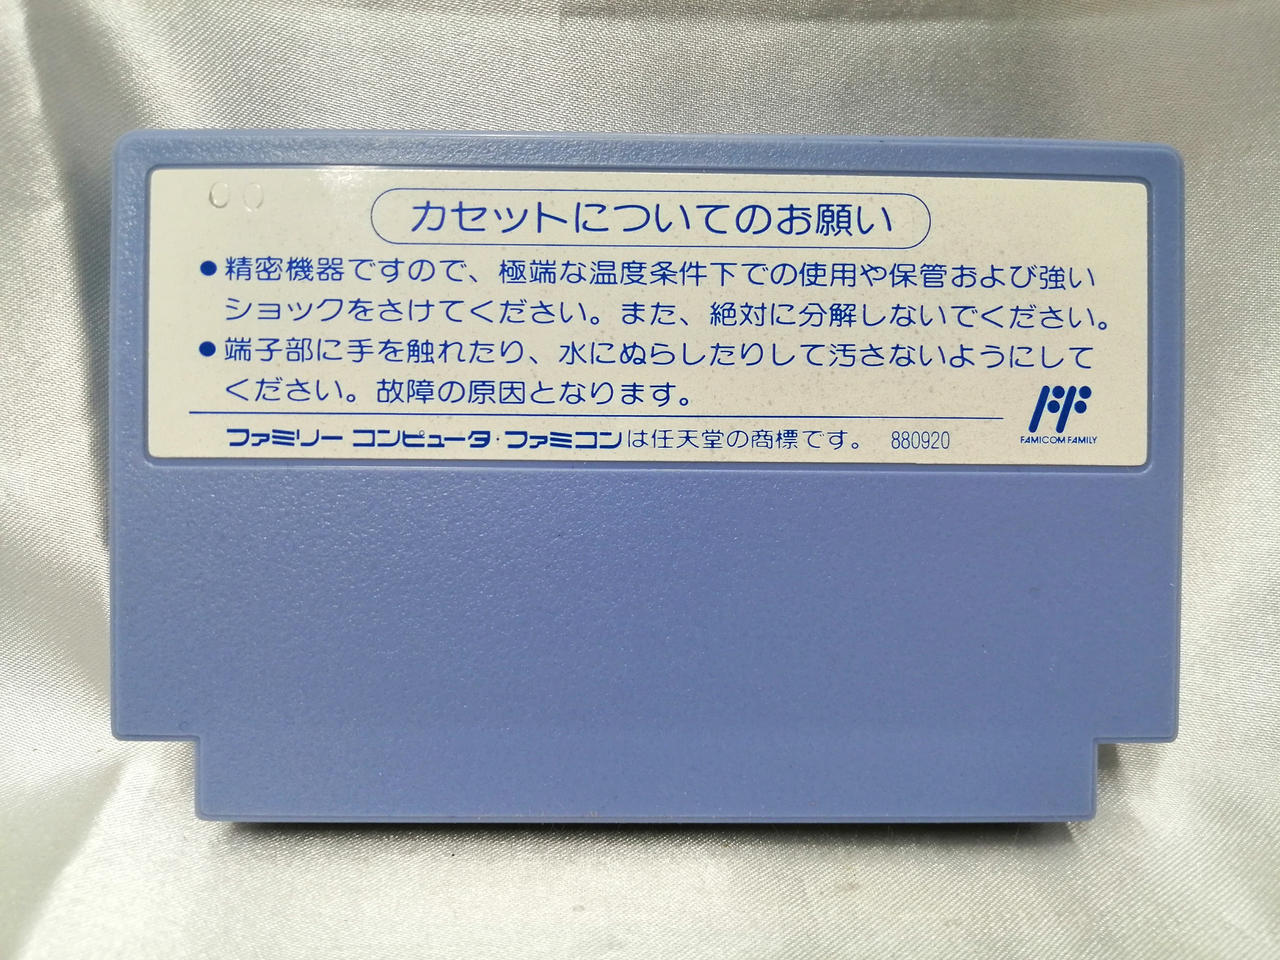 00
カセットについてのお願い
●精密機器ですので、極端な温度条件下での使用や保管および強い
ショックをさけてください。また、絶対に分解しないでください。
●端子部に手を触れたり、水にぬらしたりして汚さないようにして
ください。故障の原因となります。
FF
FAMICOM FAMILY
ファミリー コンピュータ・ファミコンは任天堂の商標です。 880920